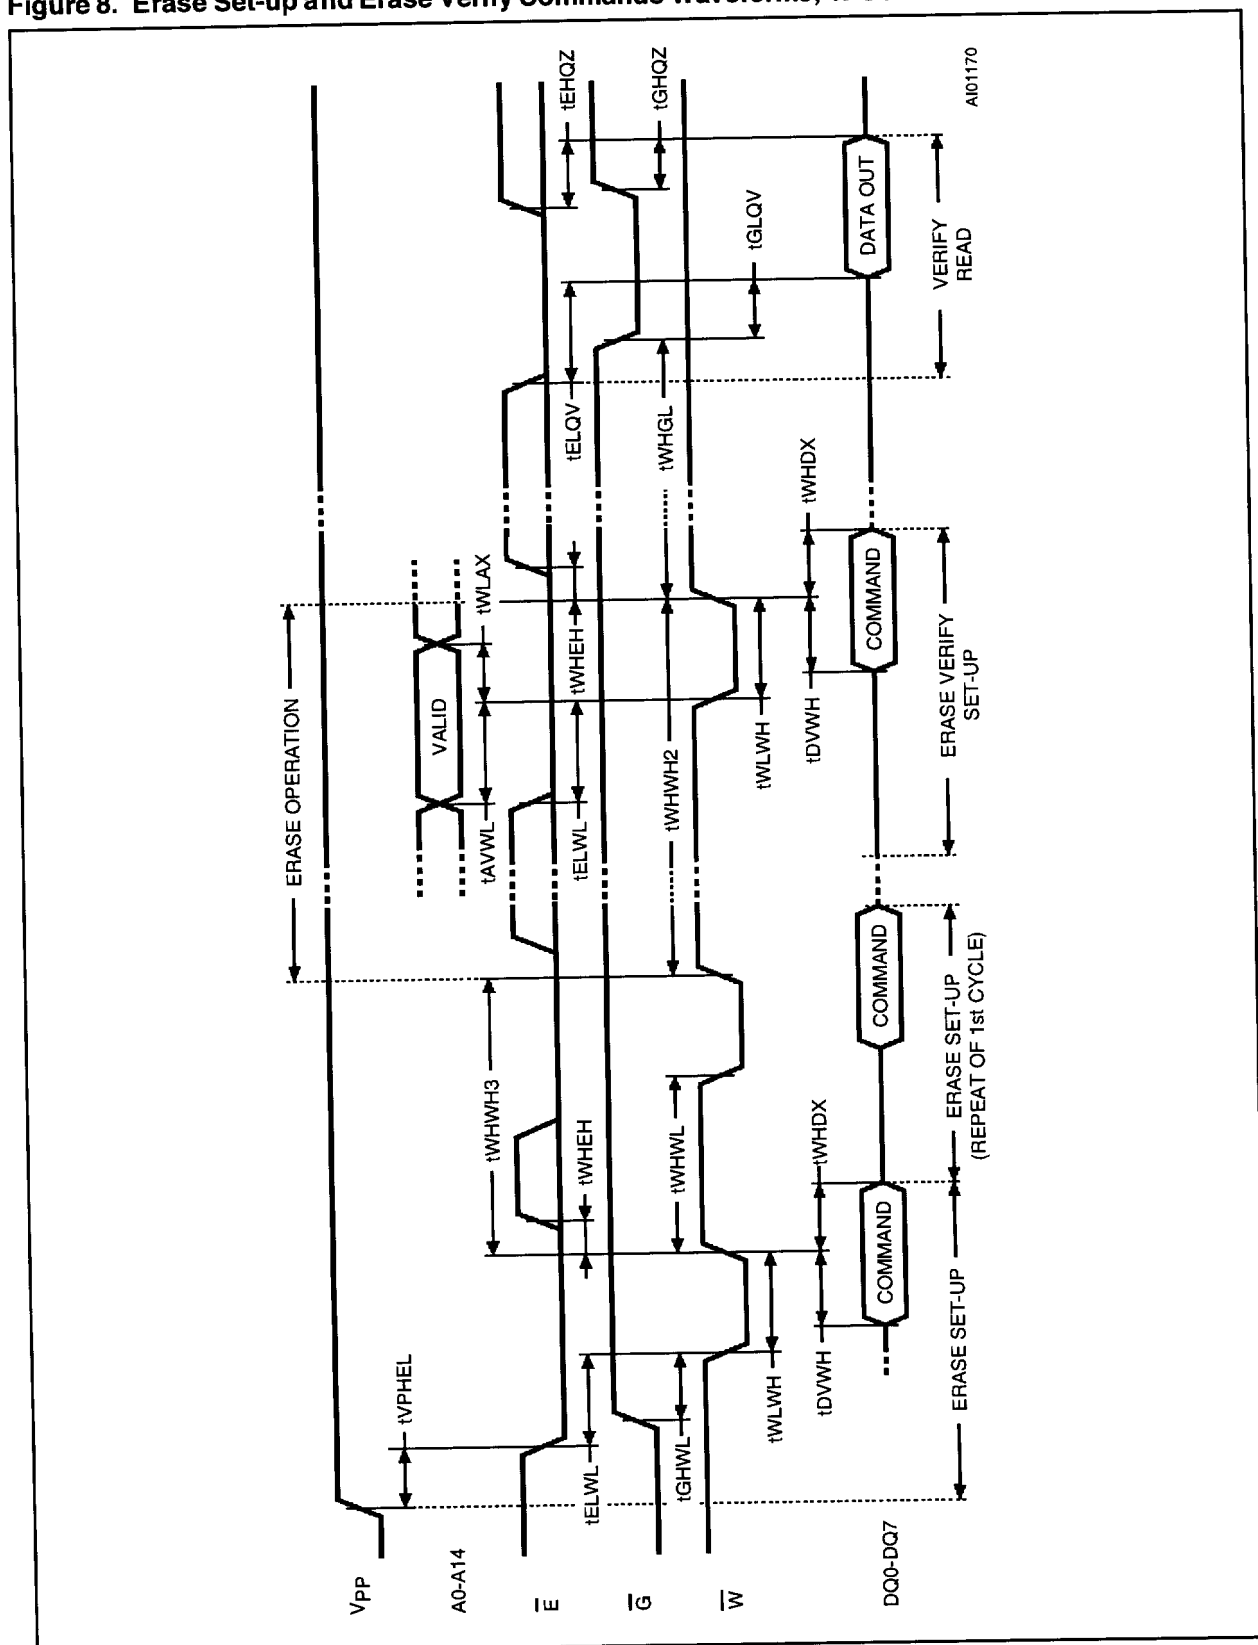 Figure 8. Erase Set-up and Erase Verify Commands Waveforms,
AI01170
VPP
tVPHEL
ERASE OPERATION
A0-A14
VALID
tWHWH3
tAVWL
tWLAX
E
tELWL
tWHEH
tELWL
tWHEH
tELQV
tEHQZ
G
tGHWL
tWHWL
tWHWH2
tWHGL
tGHQZ
W
tWLWH
tWLWH
tGLQV
tDVWH
tWHDX
tDVWH
tWHDX
DQ0-DQ7
COMMAND
COMMAND
COMMAND
DATA OUT
ERASE SET-UP
ERASE SET-UP
(REPEAT OF 1st CYCLE)
ERASE VERIFY
SET-UP
VERIFY
READ